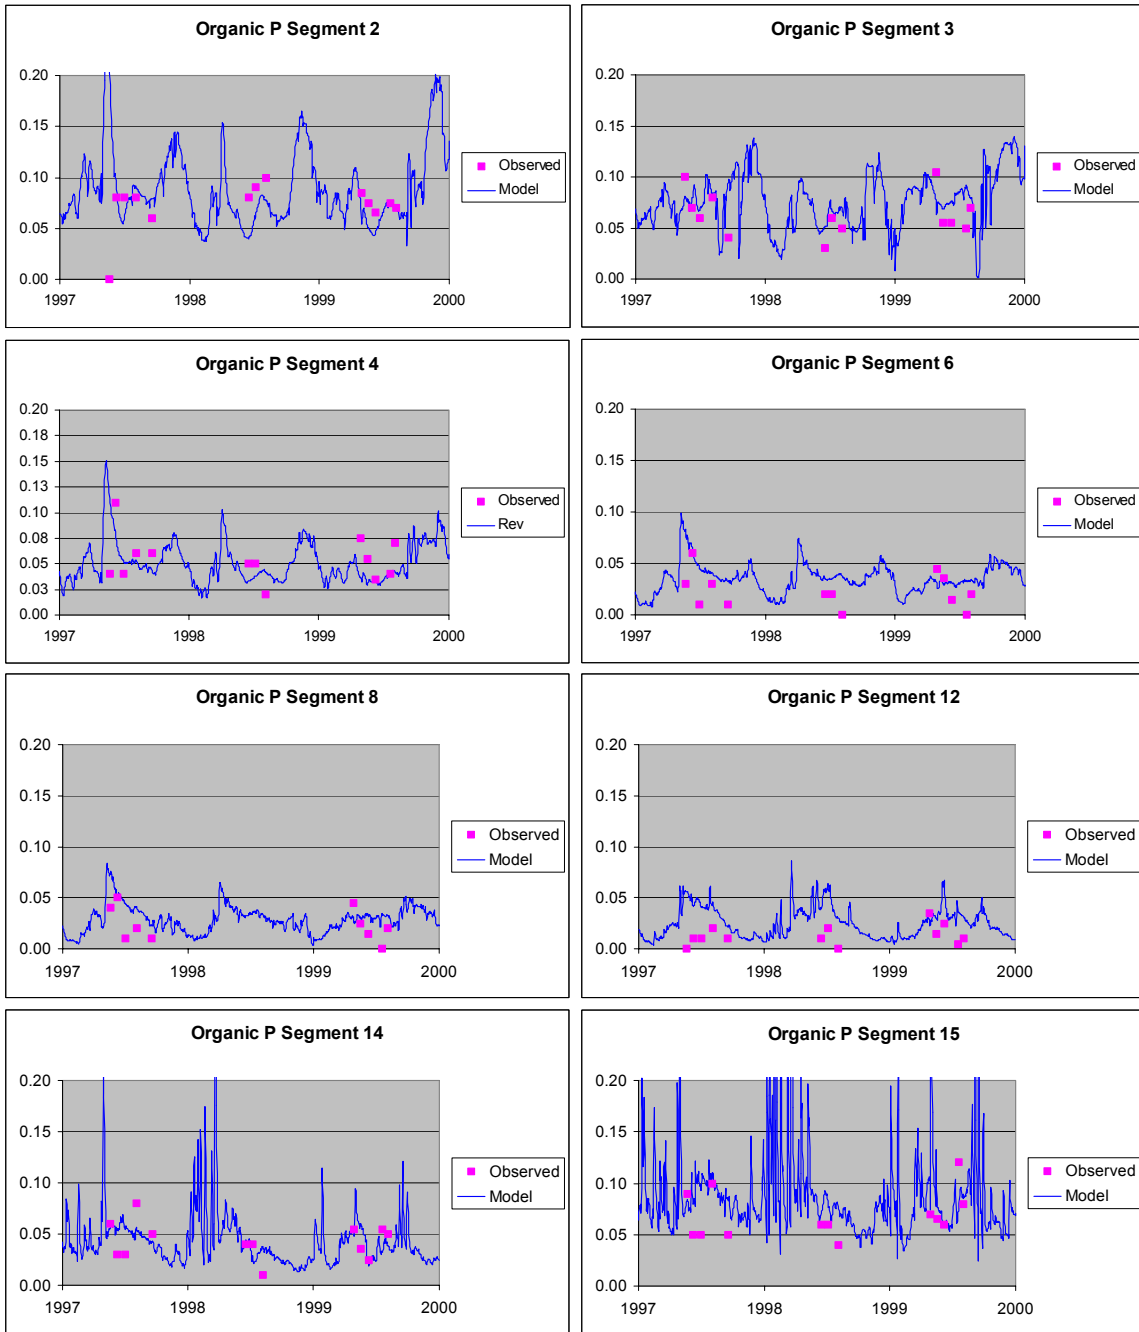 Organic P Segment 2
0.20
0.15
0.10
0.05
0.00
1997 1998 1999 2000
Observed
Model
Organic P Segment 3
0.20
0.15
0.10
0.05
0.00
1997 1998 1999 2000
Observed
Model
Organic P Segment 4
0.20
0.18
0.15
0.13
0.10
0.08
0.05
0.03
0.00
1997 1998 1999 2000
Observed
Rev
Organic P Segment 6
0.20
0.15
0.10
0.05
0.00
1997 1998 1999 2000
Observed
Model
Organic P Segment 8
0.20
0.15
0.10
0.05
0.00
1997 1998 1999 2000
Observed
Model
Organic P Segment 12
0.20
0.15
0.10
0.05
0.00
1997 1998 1999 2000
Observed
Model
Organic P Segment 14
0.20
0.15
0.10
0.05
0.00
1997 1998 1999 2000
Observed
Model
Organic P Segment 15
0.20
0.15
0.10
0.05
0.00
1997 1998 1999 2000
Observed
Model